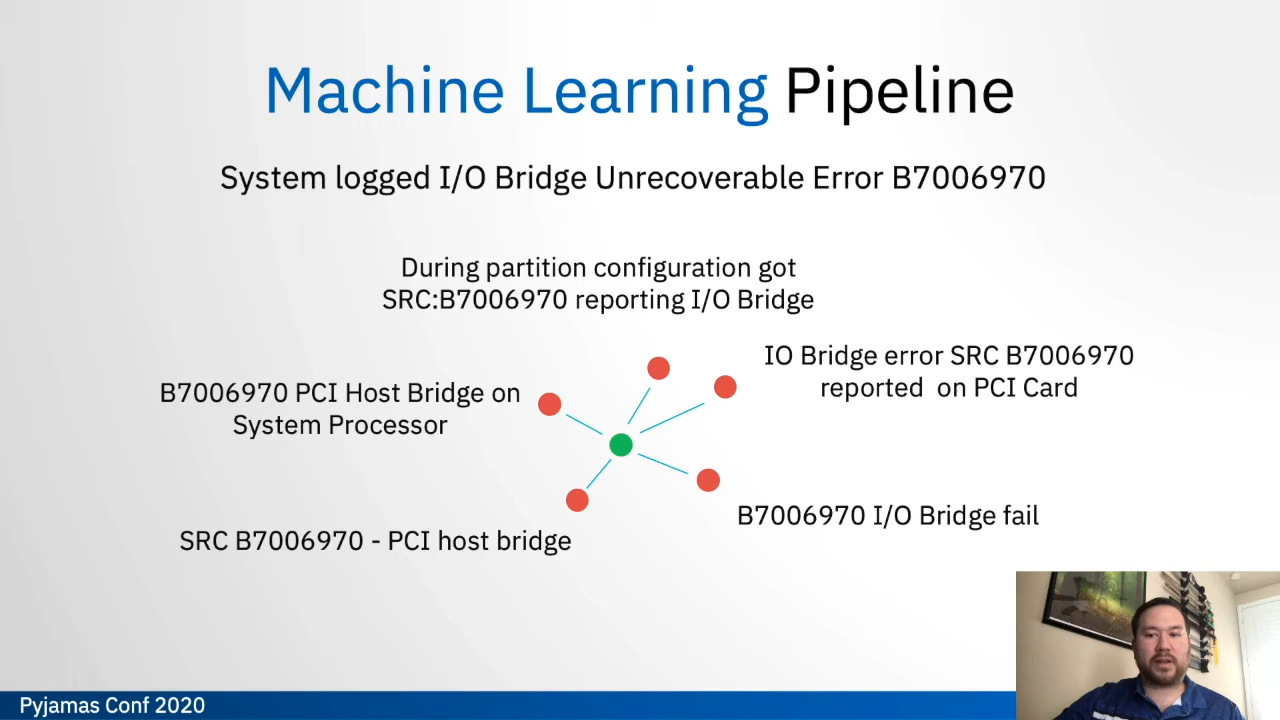 Machine Learning Pipeline
System logged I/O Bridge Unrecoverable Error B7006970
During partition configuration got
SRC:B7006970 reporting I/O Bridge
IO Bridge error SRC B7006970
reported on PCI Card
B7006970 PCI Host Bridge on
System Processor
B7006970 I/O Bridge fail
SRC B7006970 - PCI host bridge
Pyjamas Conf 2020